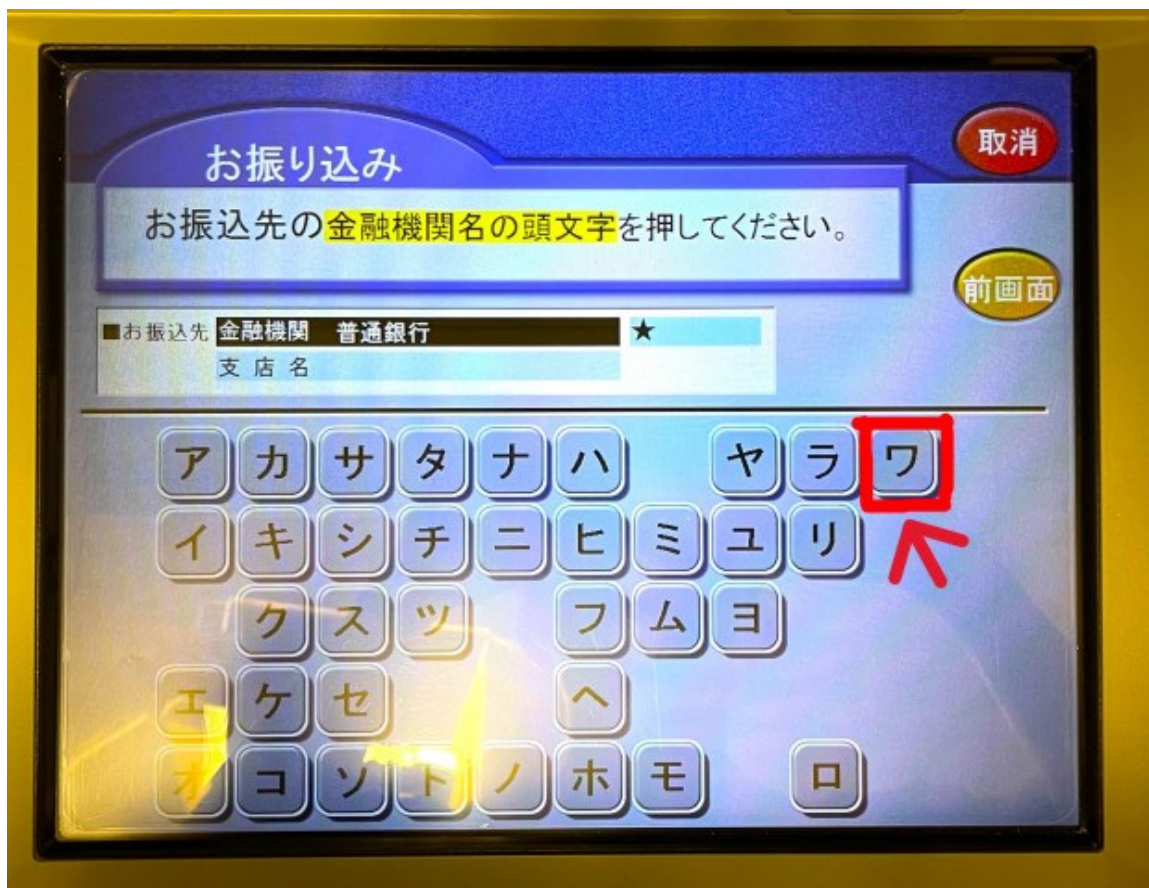 お振り込み
取消
お振込先の金融機関名の頭文字を押してください。
前画面
■お振込先 金融機関 普通銀行 ★
支店名
ア カ サ タ ナ ハ ヤ ラ ワ
イ キ シ チ ニ ヒ ミ ユ リ
ク ス ツ フ ム ヨ
エ ケ セ ヘ
オ コ ソ ト ノ ホ モ ロ